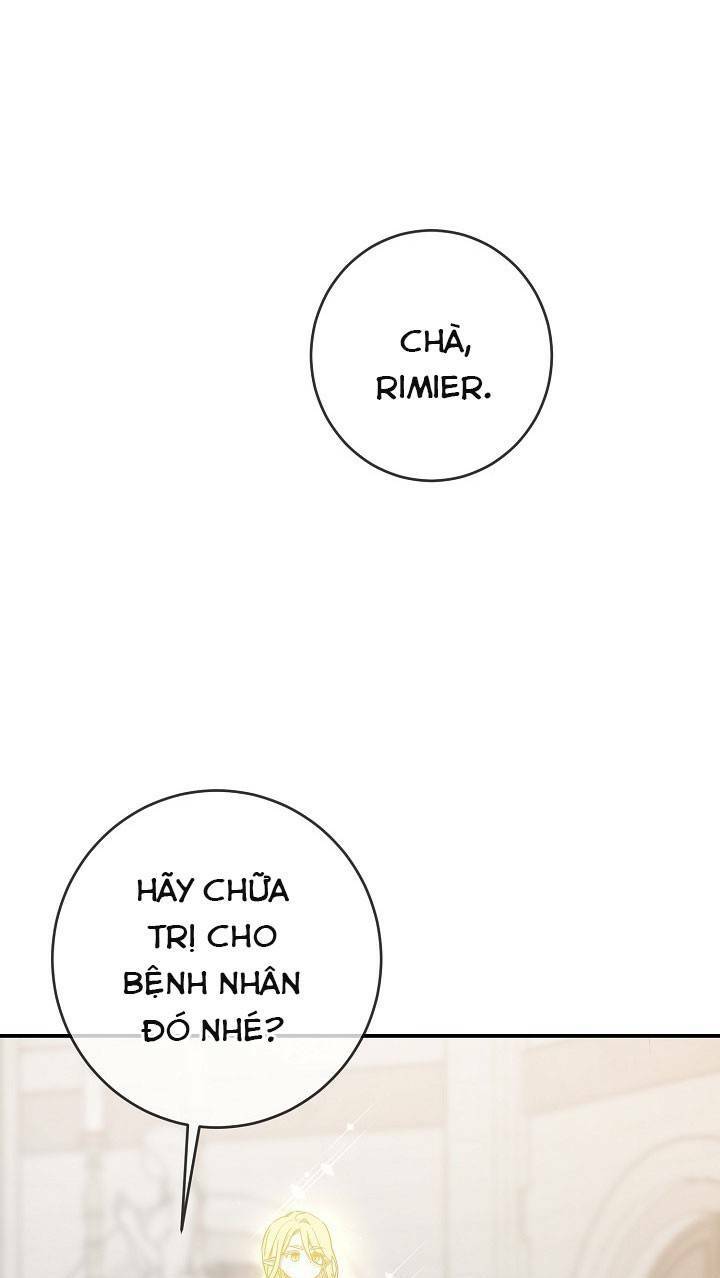 CHÀ,
RIMIER.
HÃY CHỮA
TRỊ CHO
BỆNH NHÂN
ĐÓ NHÉ?